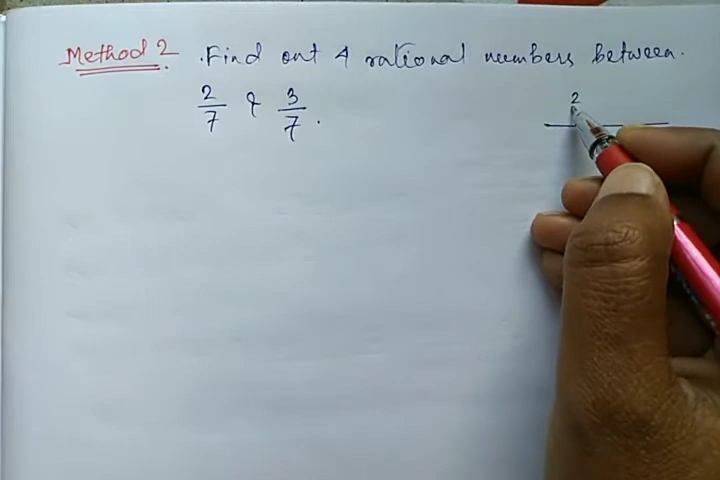 Method 2 . Find out 4 rational numbers between.
2/7 & 3/7 .
2